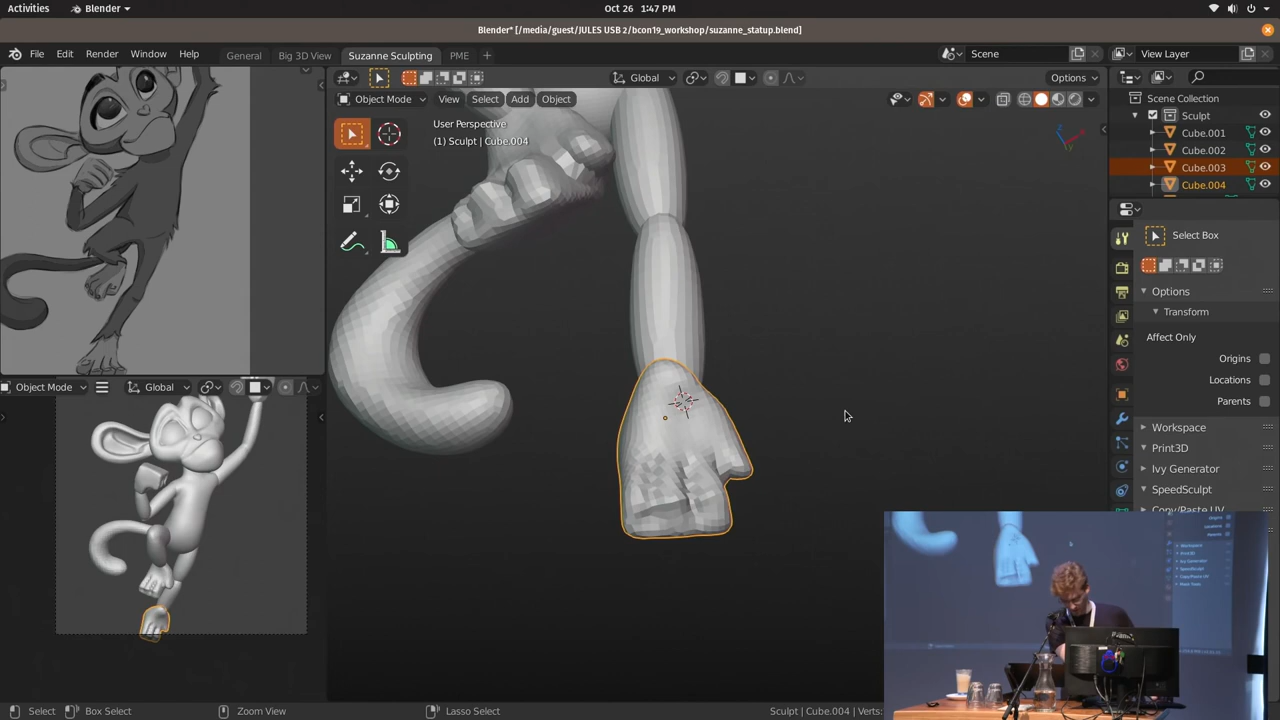 Activities
Blender
Oct 26 1:47 PM
Blender* [/media/guest/JULES USB 2/bcon19_workshop/suzanne_statup.blend]
File Edit Render Window Help
General
Big 3D View
Suzanne Sculpting
PME
+
Scene
View Layer
Global
Options
Object Mode
View
Select
Add
Object
User Perspective
(1) Sculpt | Cube.004
Z
Scene Collection
Sculpt
Cube.001
Cube.002
Cube.003
Cube.004
Select Box
Options
Transform
Affect Only
Origins
Locations
Parents
Workspace
Print3D
Ivy Generator
SpeedSculpt
Copy/Paste UV
Object Mode
Global
Select
Box Select
Zoom View
Lasso Select
Sculpt | Cube.004 | Verts: